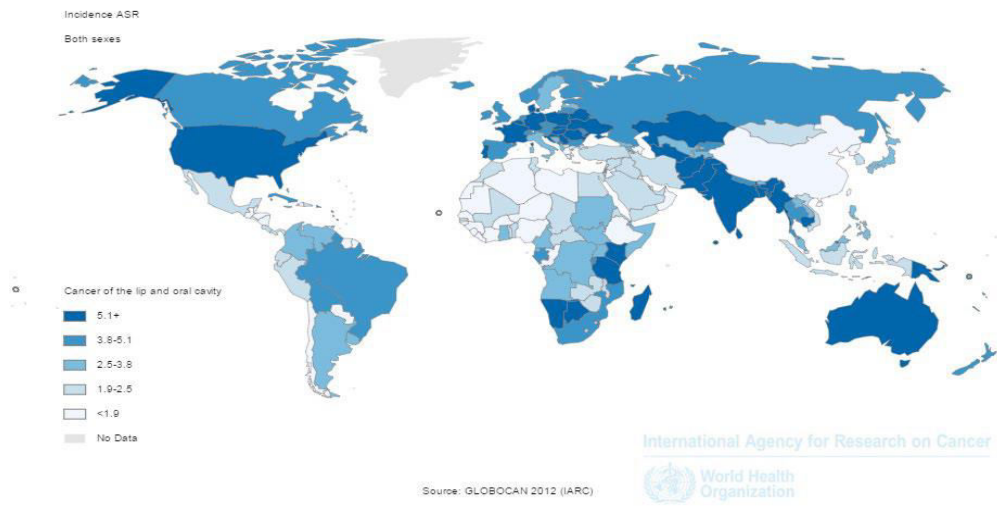 Incidence ASR
Both sexes
Cancer of the lip and oral cavity
5.1+
3.8-5.1
2.5-3.8
1.9-2.5
<1.9
No Data
International Agency for Research on Cancer
World Health
Organization
Source: GLOBOCAN 2012 (IARC)